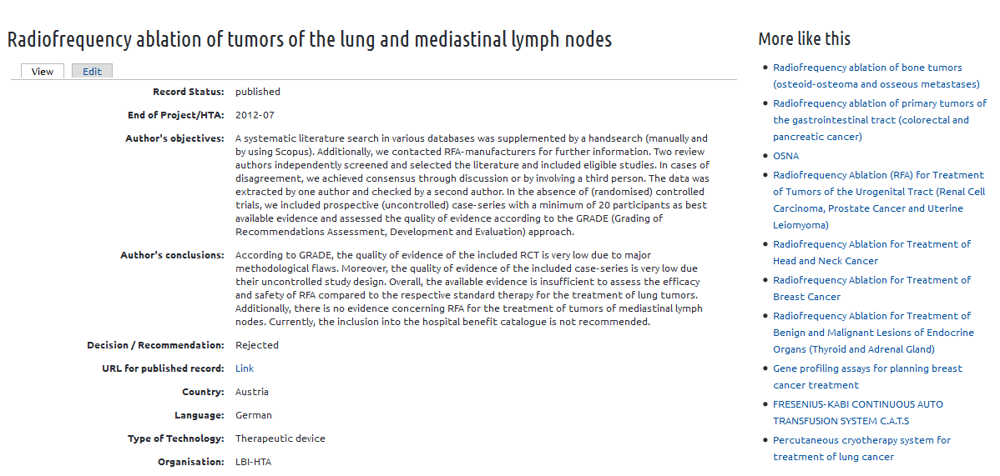 Radiofrequency ablation of tumors of the lung and mediastinal lymph nodes
View Edit
Record Status: published
End of Project/HTA: 2012-07
Author's objectives: A systematic literature search in various databases was supplemented by a handsearch (manually and
by using Scopus). Additionally, we contacted RFA-manufacturers for further information. Two review
authors independently screened and selected the literature and included eligible studies. In cases of
disagreement, we achieved consensus through discussion or by involving a third person. The data was
extracted by one author and checked by a second author. In the absence of (randomised) controlled
trials, we included prospective (uncontrolled) case-series with a minimum of 20 participants as best
available evidence and assessed the quality of evidence according to the GRADE (Grading of
Recommendations Assessment, Development and Evaluation) approach.
Author's conclusions: According to GRADE, the quality of evidence of the included RCT is very low due to major
methodological flaws. Moreover, the quality of evidence of the included case-series is very low due
their uncontrolled study design. Overall, the available evidence is insufficient to assess the efficacy
and safety of RFA compared to the respective standard therapy for the treatment of lung tumors.
Additionally, there is no evidence concerning RFA for the treatment of tumors of mediastinal lymph
nodes. Currently, the inclusion into the hospital benefit catalogue is not recommended.
Decision / Recommendation: Rejected
URL for published record: Link
Country: Austria
Language: German
Type of Technology: Therapeutic device
Organisation: LBI-HTA
More like this
Radiofrequency ablation of bone tumors
(osteoid-osteoma and osseous metastases)
Radiofrequency ablation of primary tumors of
the gastrointestinal tract (colorectal and
pancreatic cancer)
OSNA
Radiofrequency Ablation (RFA) for Treatment
of Tumors of the Urogenital Tract (Renal Cell
Carcinoma, Prostate Cancer and Uterine
Leiomyoma)
Radiofrequency Ablation for Treatment of
Head and Neck Cancer
Radiofrequency Ablation for Treatment of
Breast Cancer
Radiofrequency Ablation for Treatment of
Benign and Malignant Lesions of Endocrine
Organs (Thyroid and Adrenal Gland)
Gene profiling assays for planning breast
cancer treatment
FRESENIUS-KABI CONTINUOUS AUTO
TRANSFUSION SYSTEM C.A.T.S
Percutaneous cryotherapy system for
treatment of lung cancer